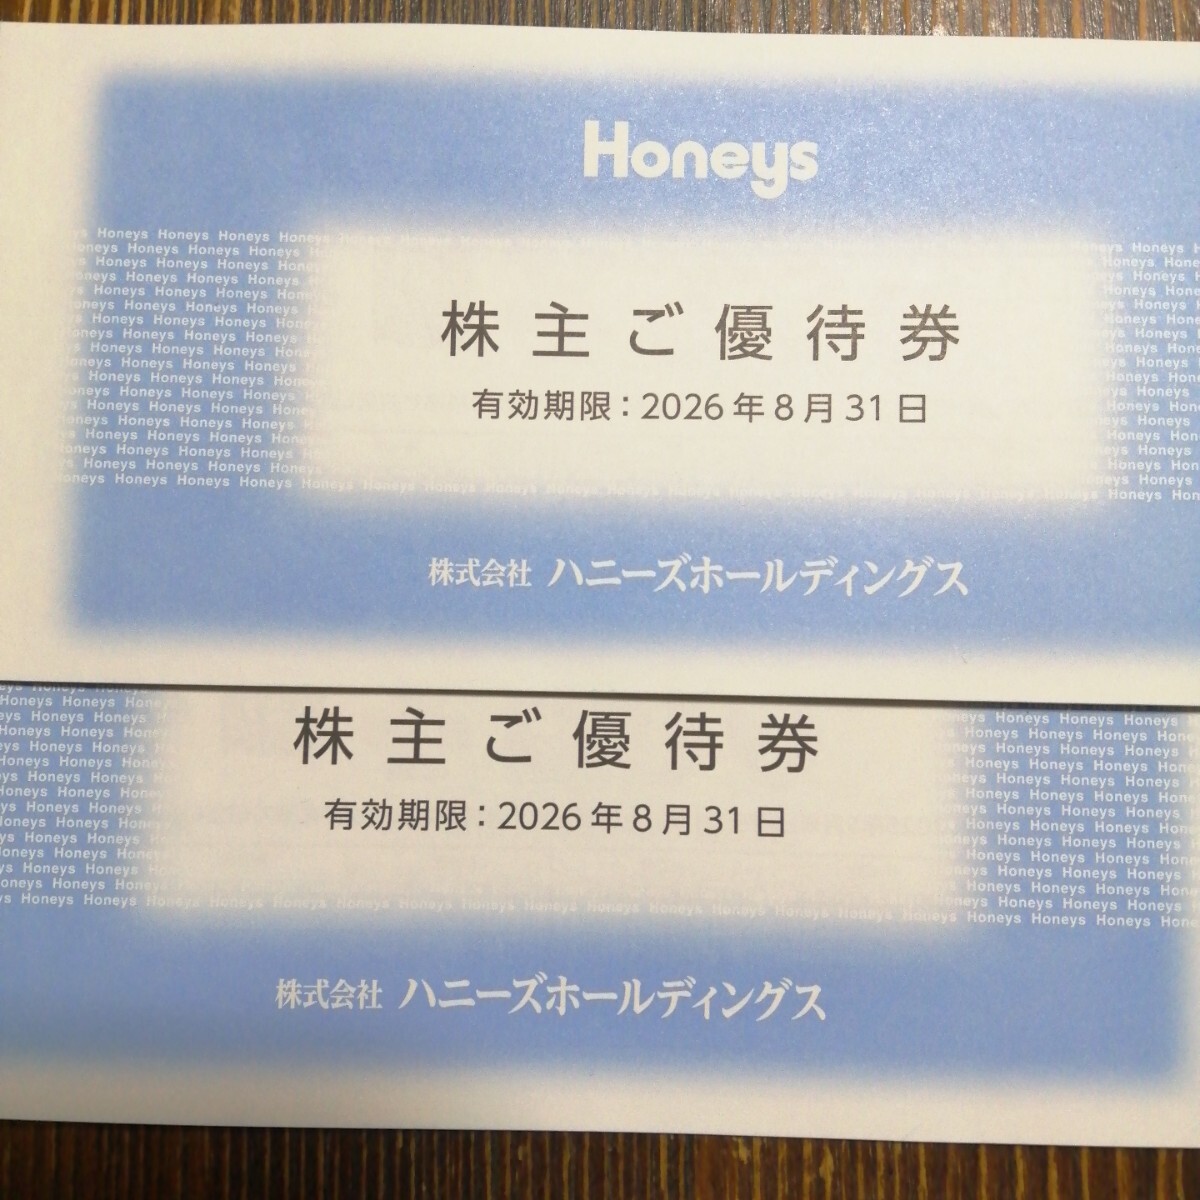 Honeys
株主ご優待券
有効期限：2026年8月31日
株式会社 ハニーズホールディングス
株主ご優待券
有効期限：2026年8月31日
株式会社 ハニーズホールディングス